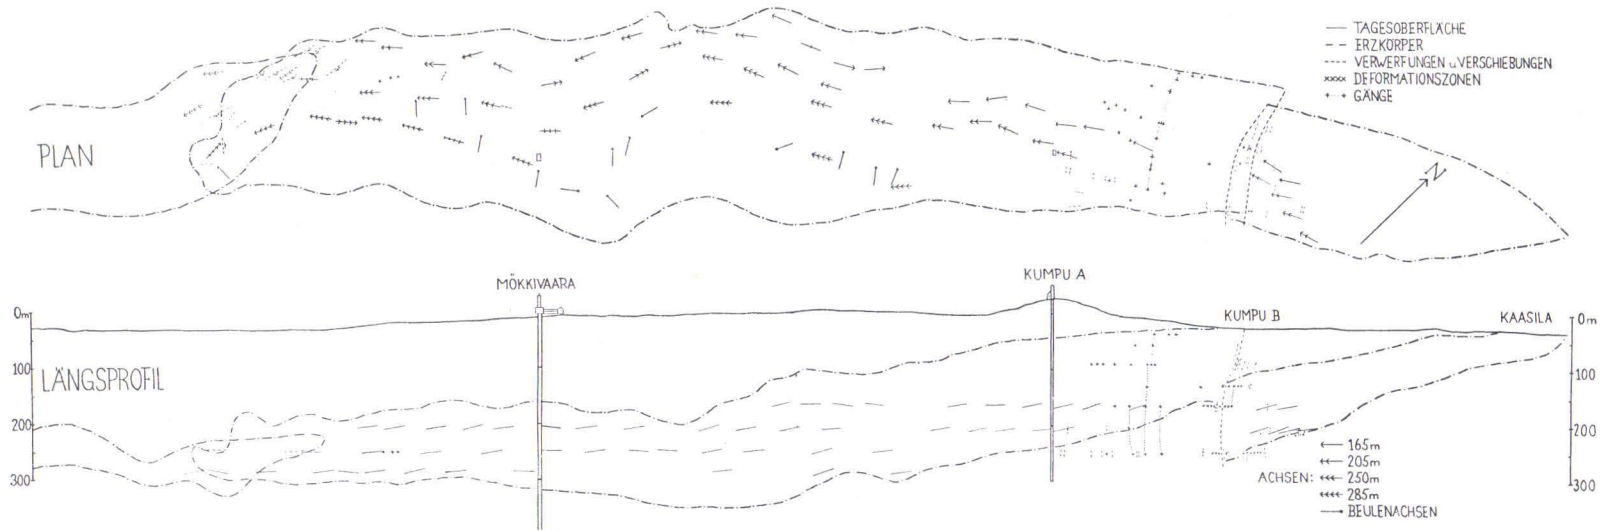 TAGESOBERFLÄCHE
ERZKÖRPER
VERWERFUNGEN u. VERSCHIEBUNGEN
DEFORMATIONSZONEN
GÄNGE
PLAN
N
MÖKKIVAARA
KUMPU A
KUMPU B
KAASILA
0m
100
200
300
LÄNGSPROFIL
0m
100
200
300
ACHSEN:
165m
205m
250m
285m
BEULENACHSEN